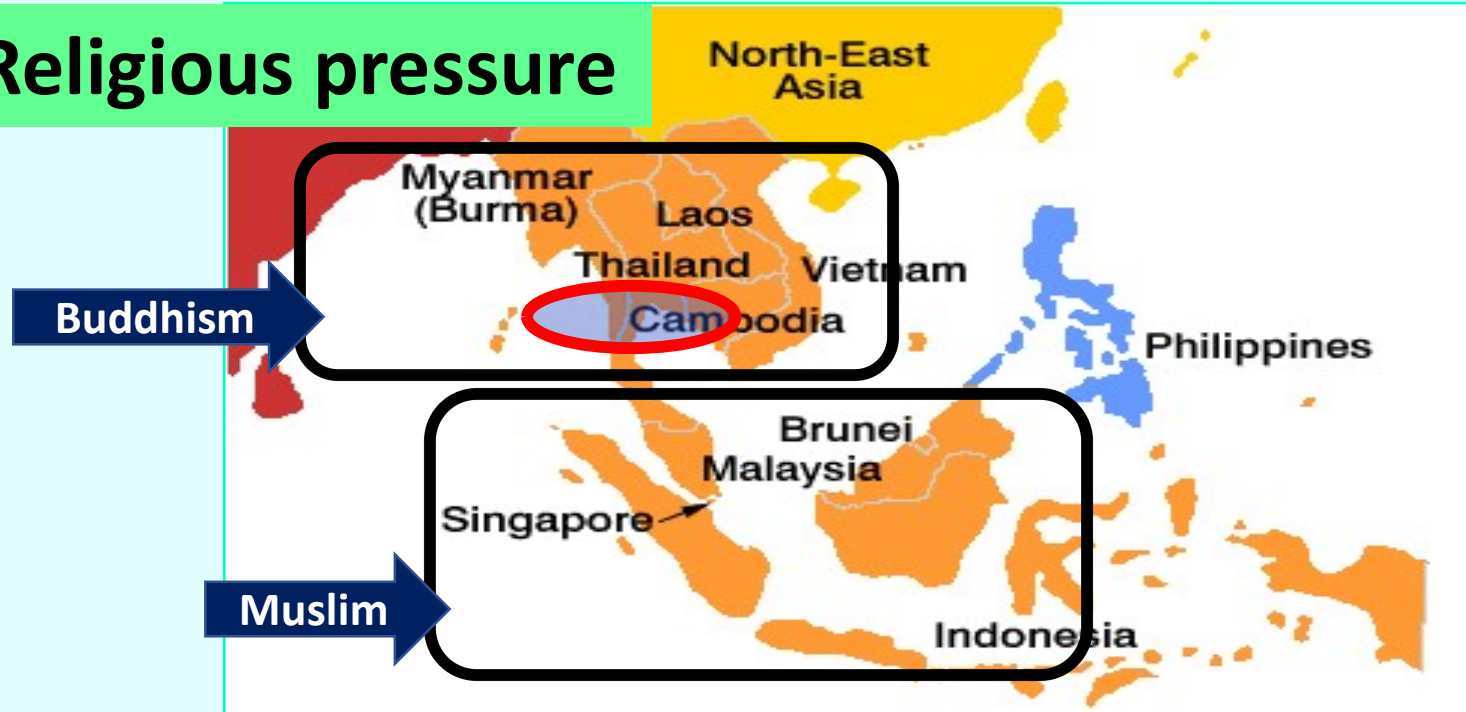 Religious pressure
North-East
Asia
Myanmar
(Burma)
Laos
Thailand
Vietnam
Buddhism
Cambodia
Philippines
Brunei
Malaysia
Singapore
Muslim
Indonesia